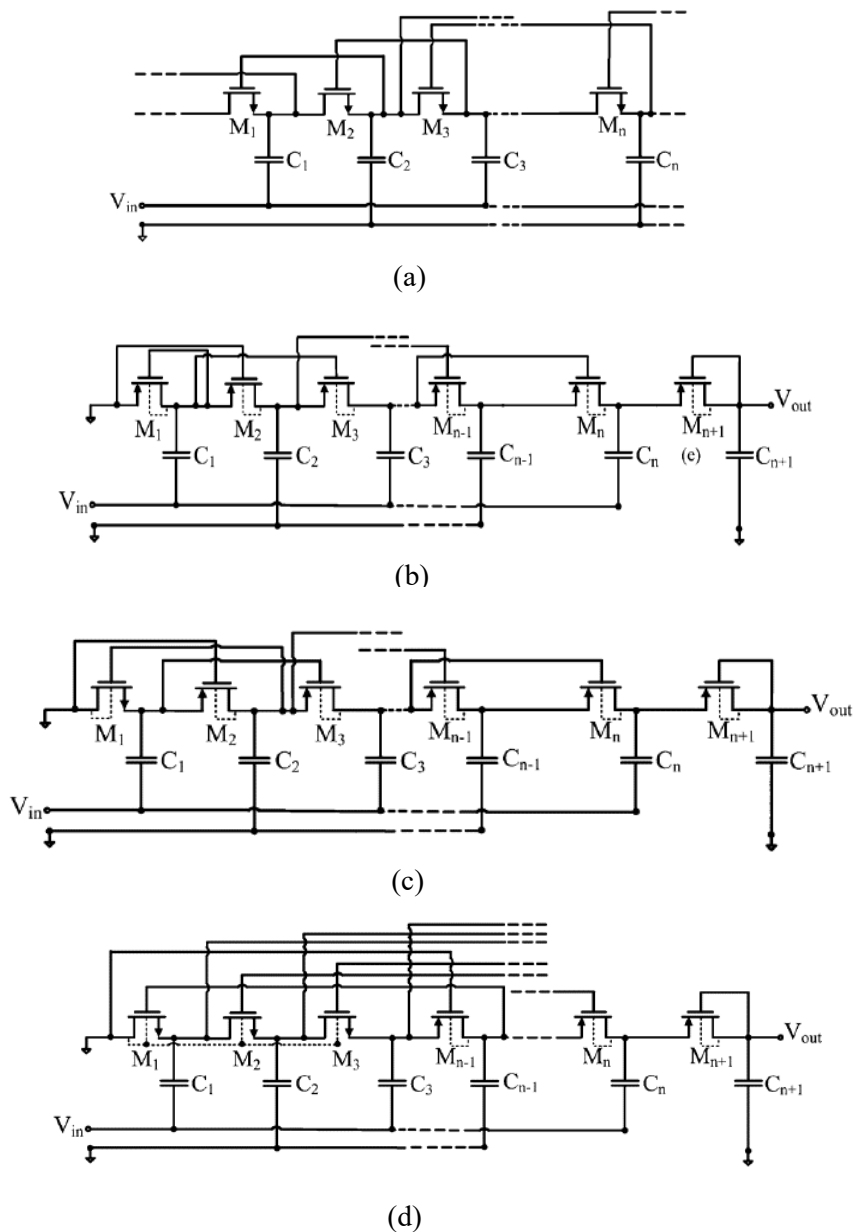 M1 M2 M3 Mn
C1 C2 C3 Cn
Vin
(a)
Vout
M1 M2 M3 Mn-1 Mn Mn+1
(e)
C1 C2 C3 Cn-1 Cn Cn+1
Vin
(b)
Vout
M1 M2 M3 Mn-1 Mn Mn+1
C1 C2 C3 Cn-1 Cn Cn+1
Vin
(c)
Vout
M1 M2 M3 Mn-1 Mn Mn+1
C1 C2 C3 Cn-1 Cn Cn+1
Vin
(d)